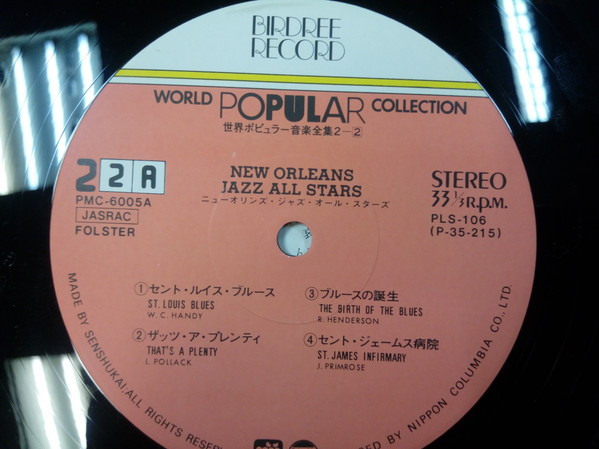 BIRDREE
RECORD
WORLD POPULAR COLLECTION
世界ポピュラー音楽全集2-②
2 2 A
PMC-6005A
JASRAC
FOLSTER
NEW ORLEANS
JAZZ ALL STARS
ニューオリンズ・ジャズ・オール・スターズ
STEREO
33 1/3 R.P.M.
PLS-106
(P-35-215)
①セント・ルイス・ブルース
ST. LOUIS BLUES
W. C. HANDY
②ザッツ・ア・プレンティ
THAT'S A PLENTY
L. POLLACK
③ブルースの誕生
THE BIRTH OF THE BLUES
R. HENDERSON
④セント・ジェームス病院
ST. JAMES INFIRMARY
J. PRIMROSE
MADE BY SENSHUKAI, ALL RIGHTS RESERVED
BY NIPPON COLUMBIA CO., LTD.